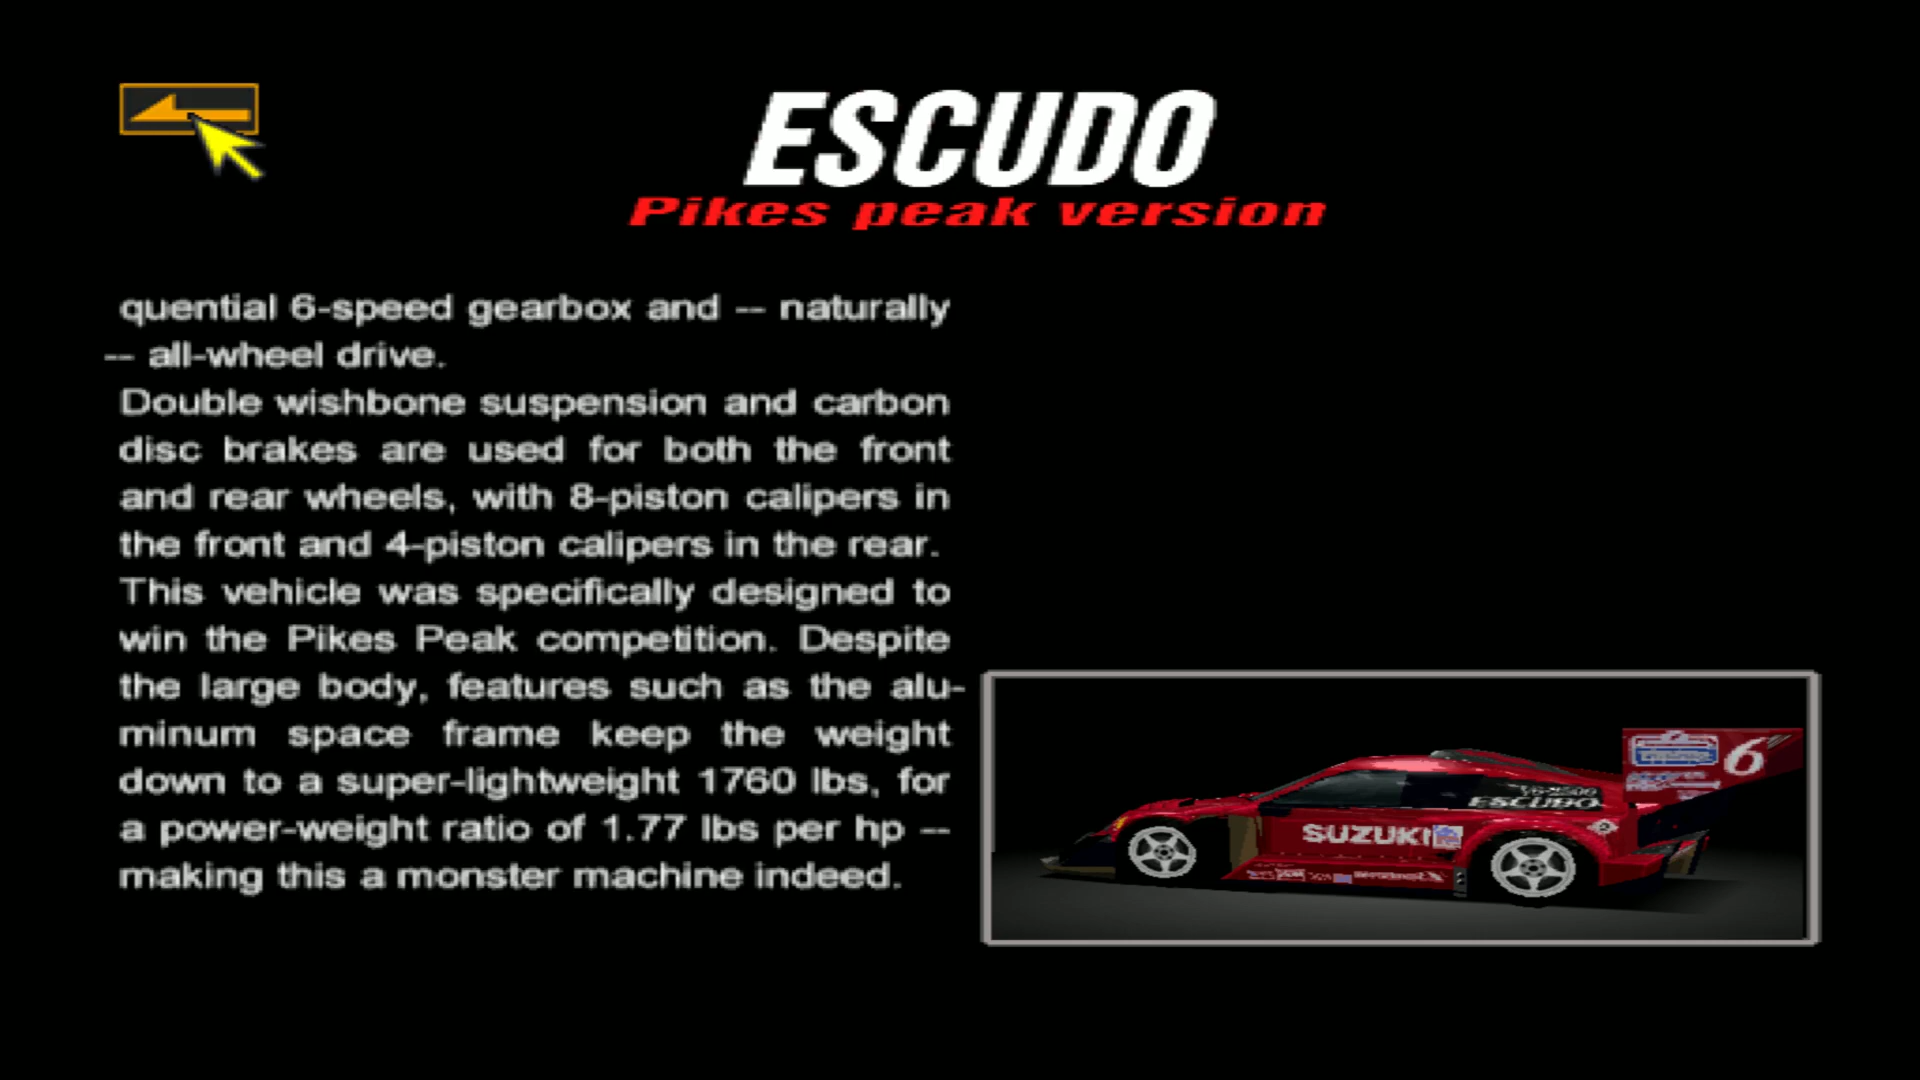 ESCUDO
Pikes peak version
quential 6-speed gearbox and -- naturally
-- all-wheel drive.
Double wishbone suspension and carbon
disc brakes are used for both the front
and rear wheels, with 8-piston calipers in
the front and 4-piston calipers in the rear.
This vehicle was specifically designed to
win the Pikes Peak competition. Despite
the large body, features such as the alu-
minum space frame keep the weight
down to a super-lightweight 1760 lbs, for
a power-weight ratio of 1.77 lbs per hp --
making this a monster machine indeed.
6
ESCUDO
SUZUKI